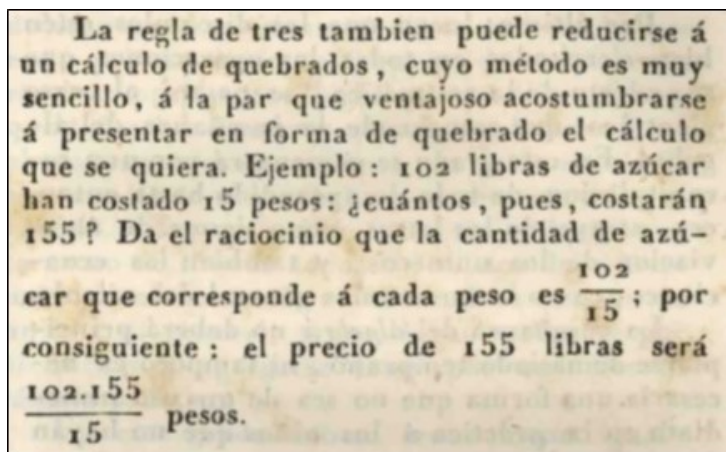 La regla de tres tambien puede reducirse á
un cálculo de quebrados, cuyo método es muy
sencillo, á la par que ventajoso acostumbrarse
á presentar en forma de quebrado el cálculo
que se quiera. Ejemplo: 102 libras de azúcar
han costado 15 pesos: ¿cuántos, pues, costarán
155? Da el raciocinio que la cantidad de azú-
car que corresponde á cada peso es 102/15; por
consiguiente: el precio de 155 libras será
102.155/15 pesos.